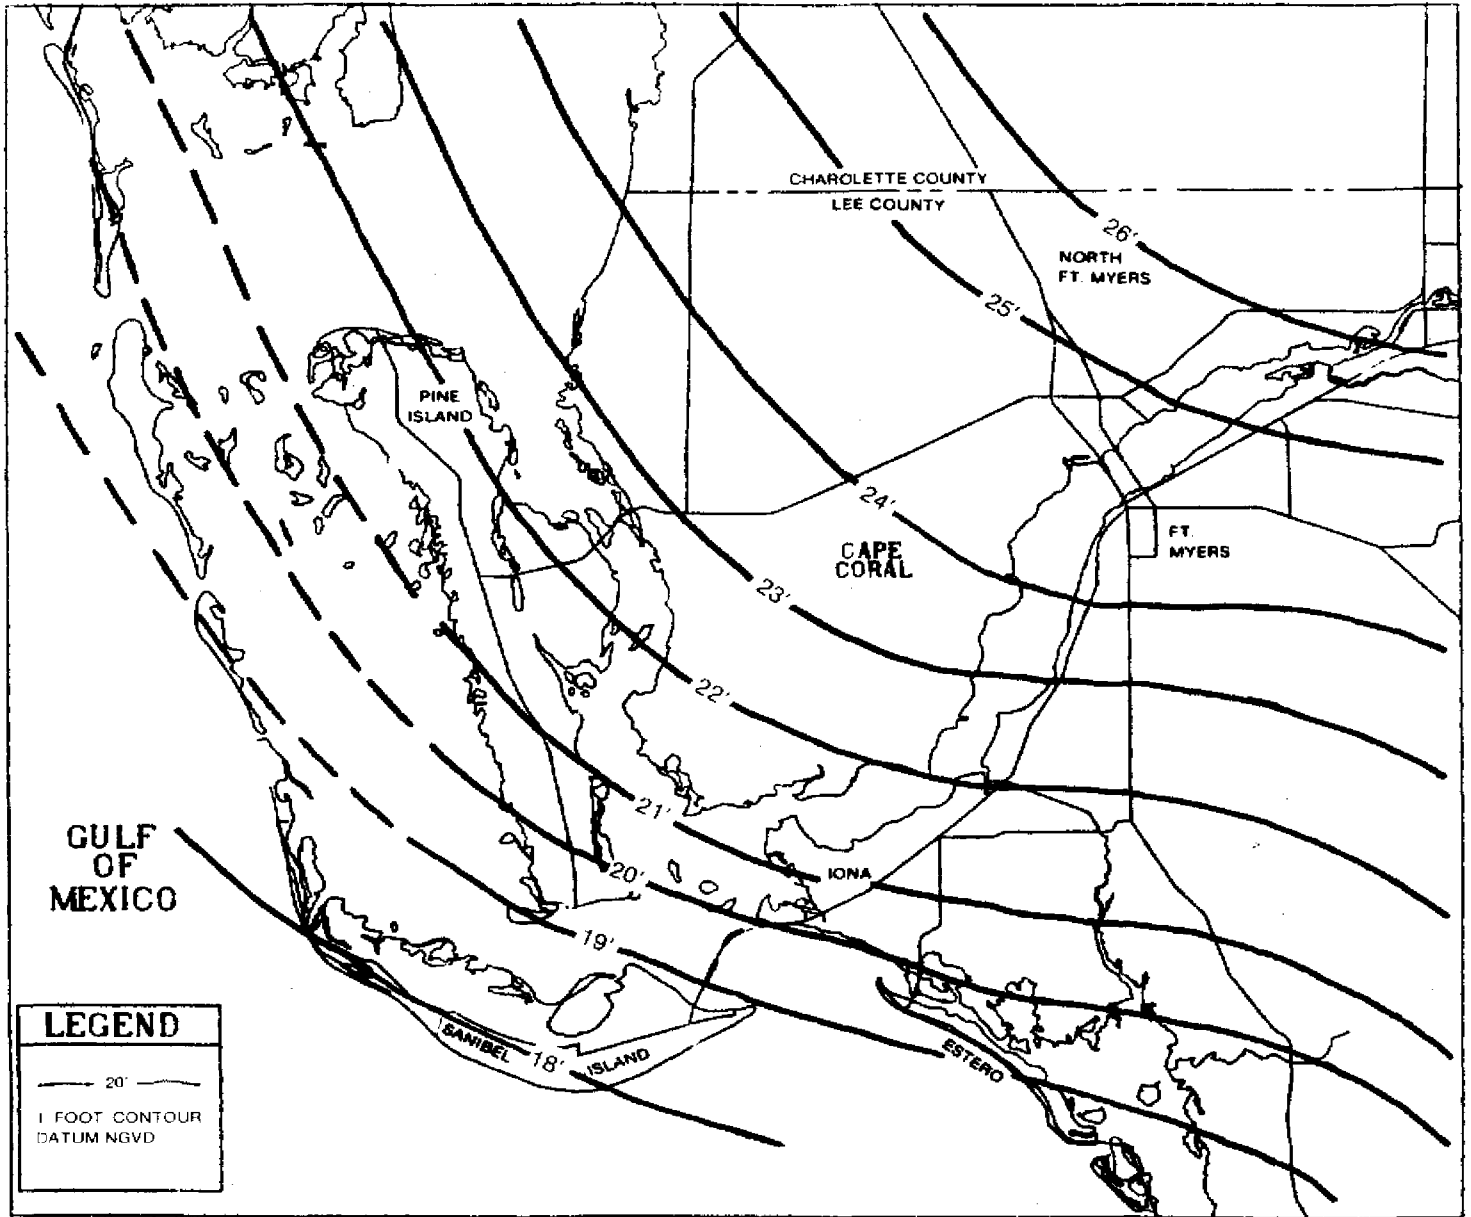 CHAROLETTE COUNTY
LEE COUNTY
26'
NORTH
FT. MYERS
25'
PINE
ISLAND
24'
FT.
MYERS
CAPE
CORAL
23'
22'
21'
GULF
OF
MEXICO
20'
IONA
19'
SANIBEL
18'
ISLAND
ESTERO
LEGEND
20'
1 FOOT CONTOUR
DATUM NGVD